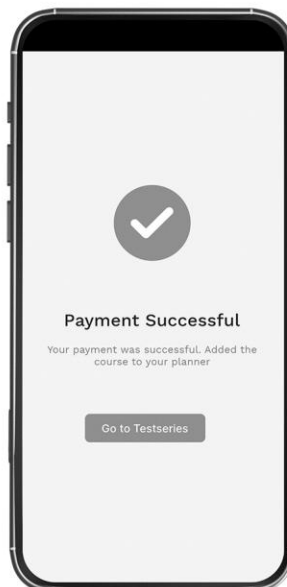 Payment Successful
Your payment was successful. Added the
course to your planner
Go to Testseries